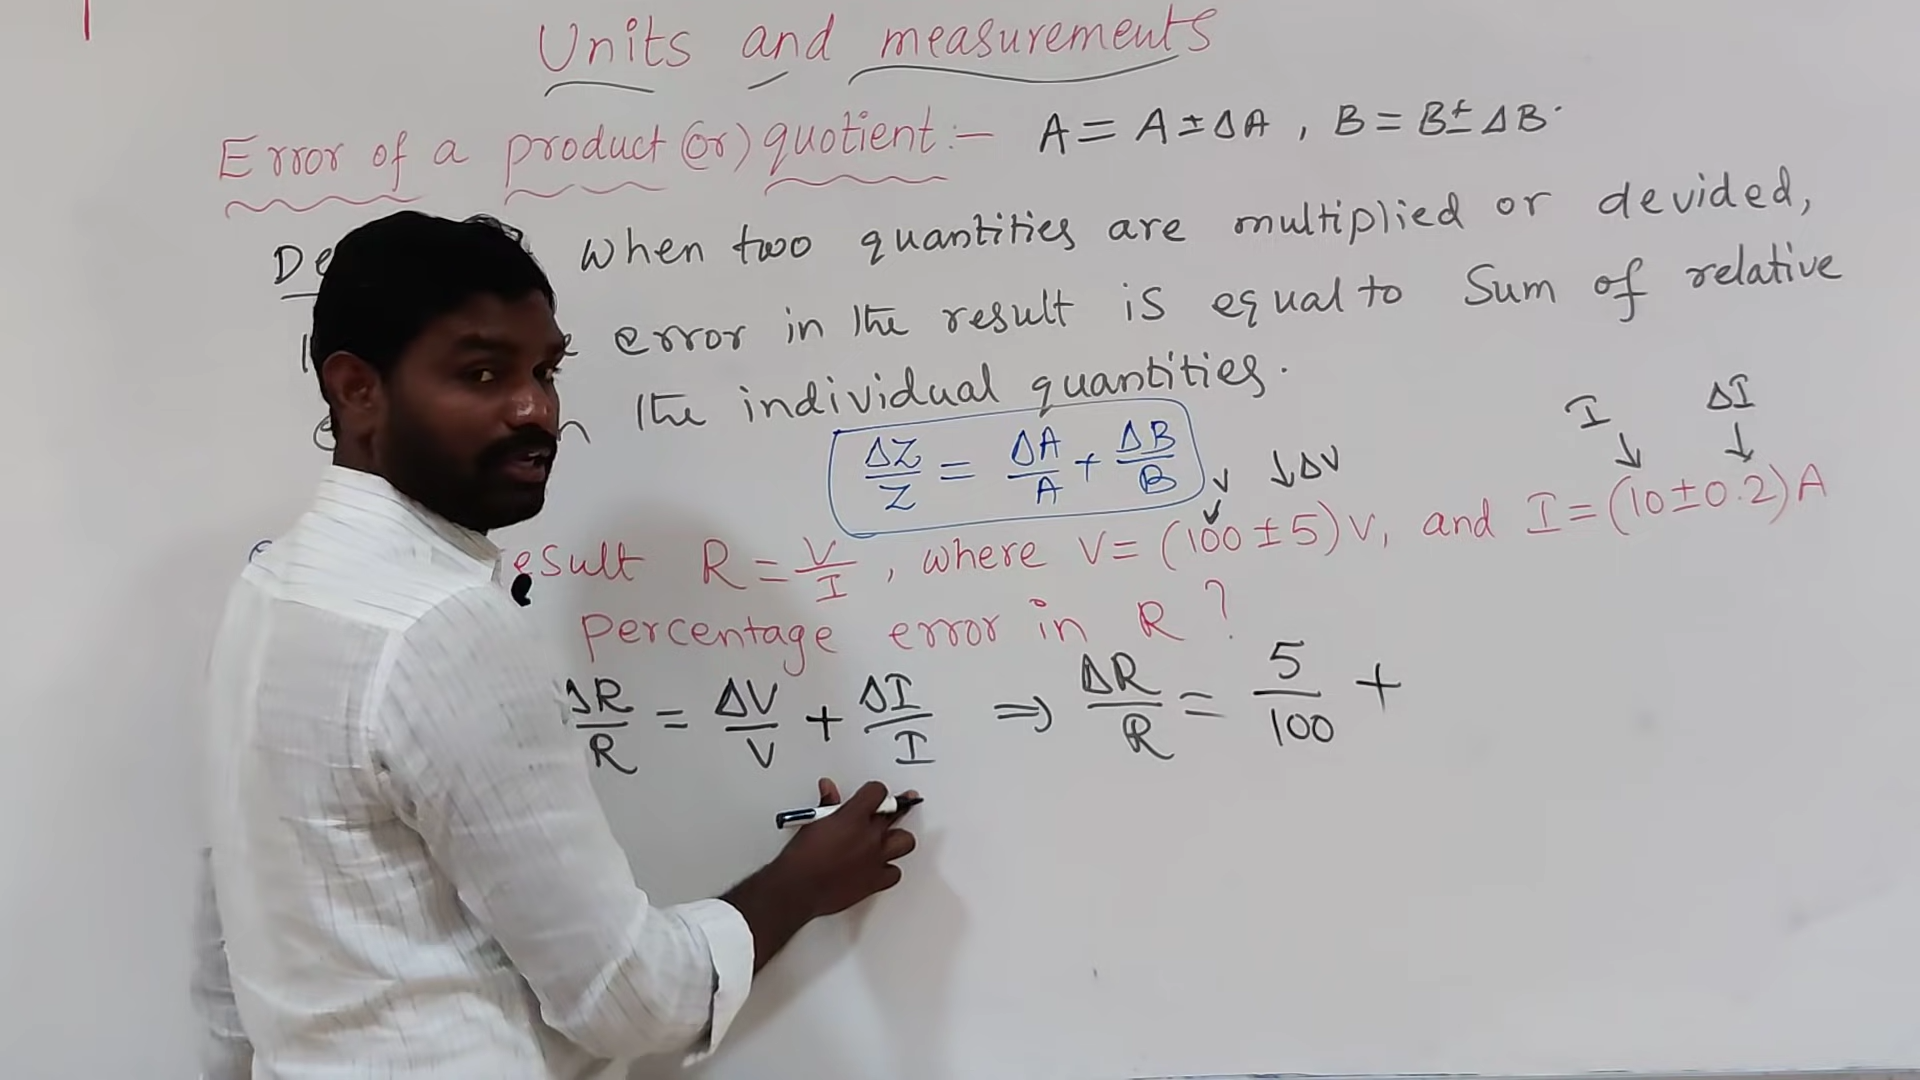 Units and measurements
Error of a product (or) quotient :- A = A ± ΔA , B = B ± ΔB .
When two quantities are multiplied or devided,
error in the result is equal to Sum of relative
the individual quantities.
ΔZ/Z = ΔA/A + ΔB/B
↓ ΔV
I ↓ ΔI ↓
R = V/I , where V = (100 ± 5) V, and I = (10 ± 0.2) A
percentage error in R ?
ΔR/R = ΔV/V + ΔI/I ⇒ ΔR/R = 5/100 +